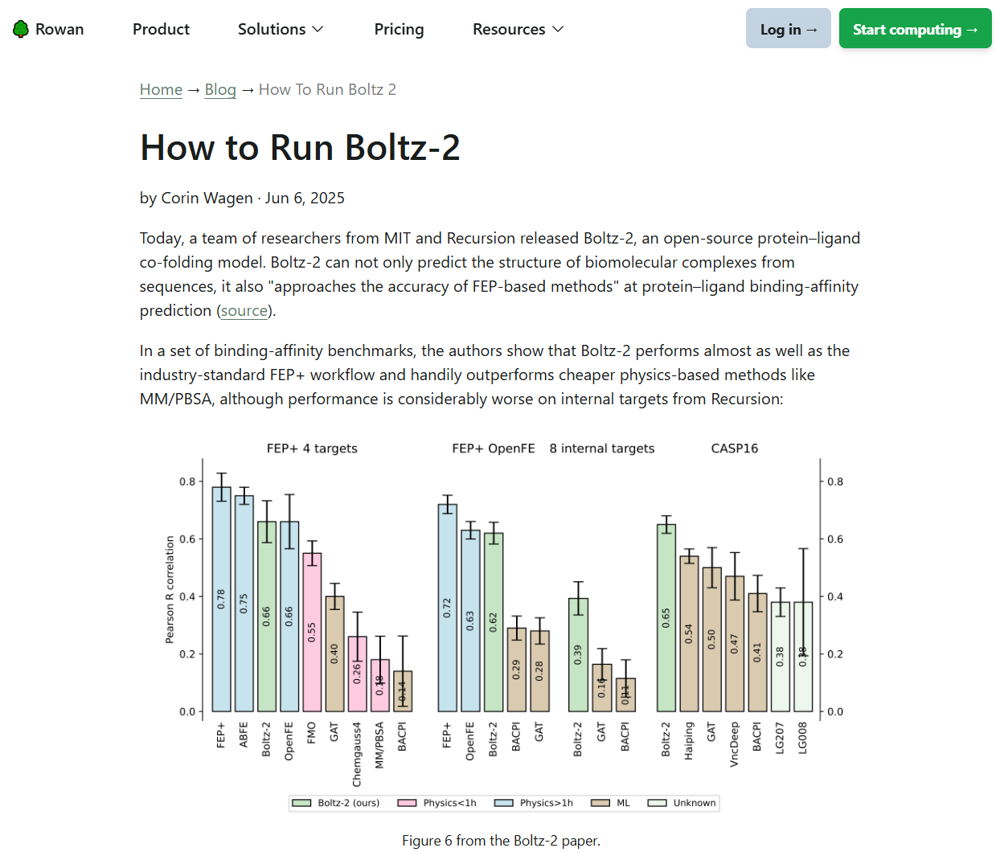 Rowan
Product
Solutions
Pricing
Resources
Log in →
Start computing →
Home → Blog → How To Run Boltz 2
How to Run Boltz-2
by Corin Wagen · Jun 6, 2025
Today, a team of researchers from MIT and Recursion released Boltz-2, an open-source protein–ligand
co-folding model. Boltz-2 can not only predict the structure of biomolecular complexes from
sequences, it also "approaches the accuracy of FEP-based methods" at protein–ligand binding-affinity
prediction (source).
In a set of binding-affinity benchmarks, the authors show that Boltz-2 performs almost as well as the
industry-standard FEP+ workflow and handily outperforms cheaper physics-based methods like
MM/PBSA, although performance is considerably worse on internal targets from Recursion:
FEP+ 4 targets
FEP+ OpenFE
8 internal targets
CASP16
Pearson R correlation
0.8
0.6
0.4
0.2
0.0
0.78
0.75
0.66
0.66
0.55
0.40
0.26
0.18
0.14
0.72
0.63
0.62
0.29
0.28
0.39
0.16
0.11
0.65
0.54
0.50
0.47
0.41
0.38
0.38
0.8
0.6
0.4
0.2
0.0
FEP+
ABFE
Boltz-2
OpenFE
FMO
GAT
Chemgauss4
MM/PBSA
BACPI
FEP+
OpenFE
Boltz-2
BACPI
GAT
Boltz-2
GAT
BACPI
Boltz-2
Haiping
GAT
VncDeep
BACPI
LG207
LG008
Boltz-2 (ours)
Physics<1h
Physics>1h
ML
Unknown
Figure 6 from the Boltz-2 paper.